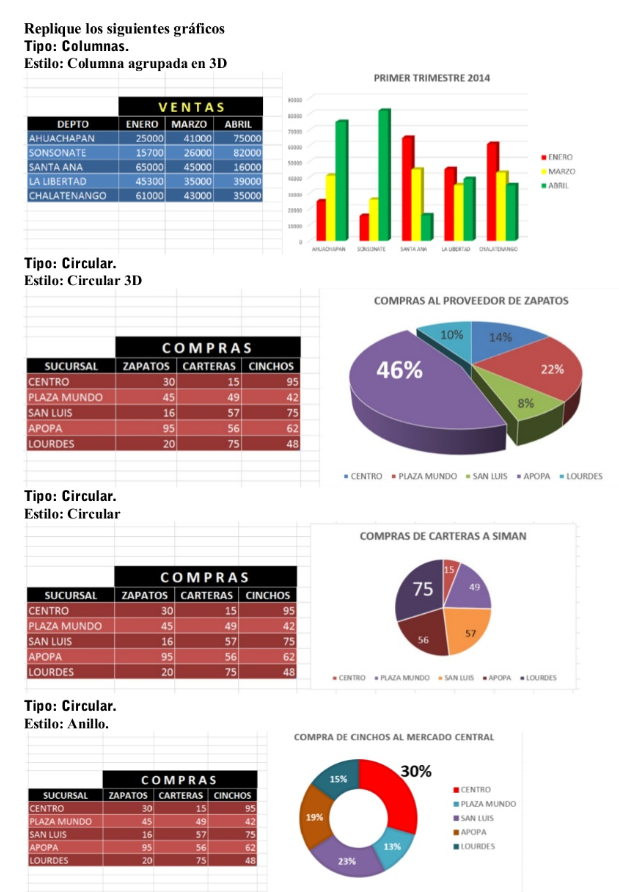 Replique los siguientes gráficos
Tipo: Columnas.
Estilo: Columna agrupada en 3D
VENTAS
DEPTO ENERO MARZO ABRIL
AHUACHAPAN 25000 41000 75000
SONSONATE 15700 26000 82000
SANTA ANA 65000 45000 16000
LA LIBERTAD 45300 35000 39000
CHALATENANGO 61000 43000 35000
PRIMER TRIMESTRE 2014
90000
80000
70000
60000
50000
40000
30000
20000
10000
0
AHUACHAPAN SONSONATE SANTA ANA LA LIBERTAD CHALATENANGO
ENERO
MARZO
ABRIL
Tipo: Circular.
Estilo: Circular 3D
COMPRAS
SUCURSAL ZAPATOS CARTERAS CINCHOS
CENTRO 30 15 95
PLAZA MUNDO 45 49 42
SAN LUIS 16 57 75
APOPA 95 56 62
LOURDES 20 75 48
COMPRAS AL PROVEEDOR DE ZAPATOS
10% 14%
46% 22%
8%
CENTRO PLAZA MUNDO SAN LUIS APOPA LOURDES
Tipo: Circular.
Estilo: Circular
COMPRAS
SUCURSAL ZAPATOS CARTERAS CINCHOS
CENTRO 30 15 95
PLAZA MUNDO 45 49 42
SAN LUIS 16 57 75
APOPA 95 56 62
LOURDES 20 75 48
COMPRAS DE CARTERAS A SIMAN
15
75 49
56 57
CENTRO PLAZA MUNDO SAN LUIS APOPA LOURDES
Tipo: Circular.
Estilo: Anillo.
COMPRAS
SUCURSAL ZAPATOS CARTERAS CINCHOS
CENTRO 30 15 95
PLAZA MUNDO 45 49 42
SAN LUIS 16 57 75
APOPA 95 56 62
LOURDES 20 75 48
COMPRA DE CINCHOS AL MERCADO CENTRAL
15% 30%
19% 13%
23%
CENTRO
PLAZA MUNDO
SAN LUIS
APOPA
LOURDES